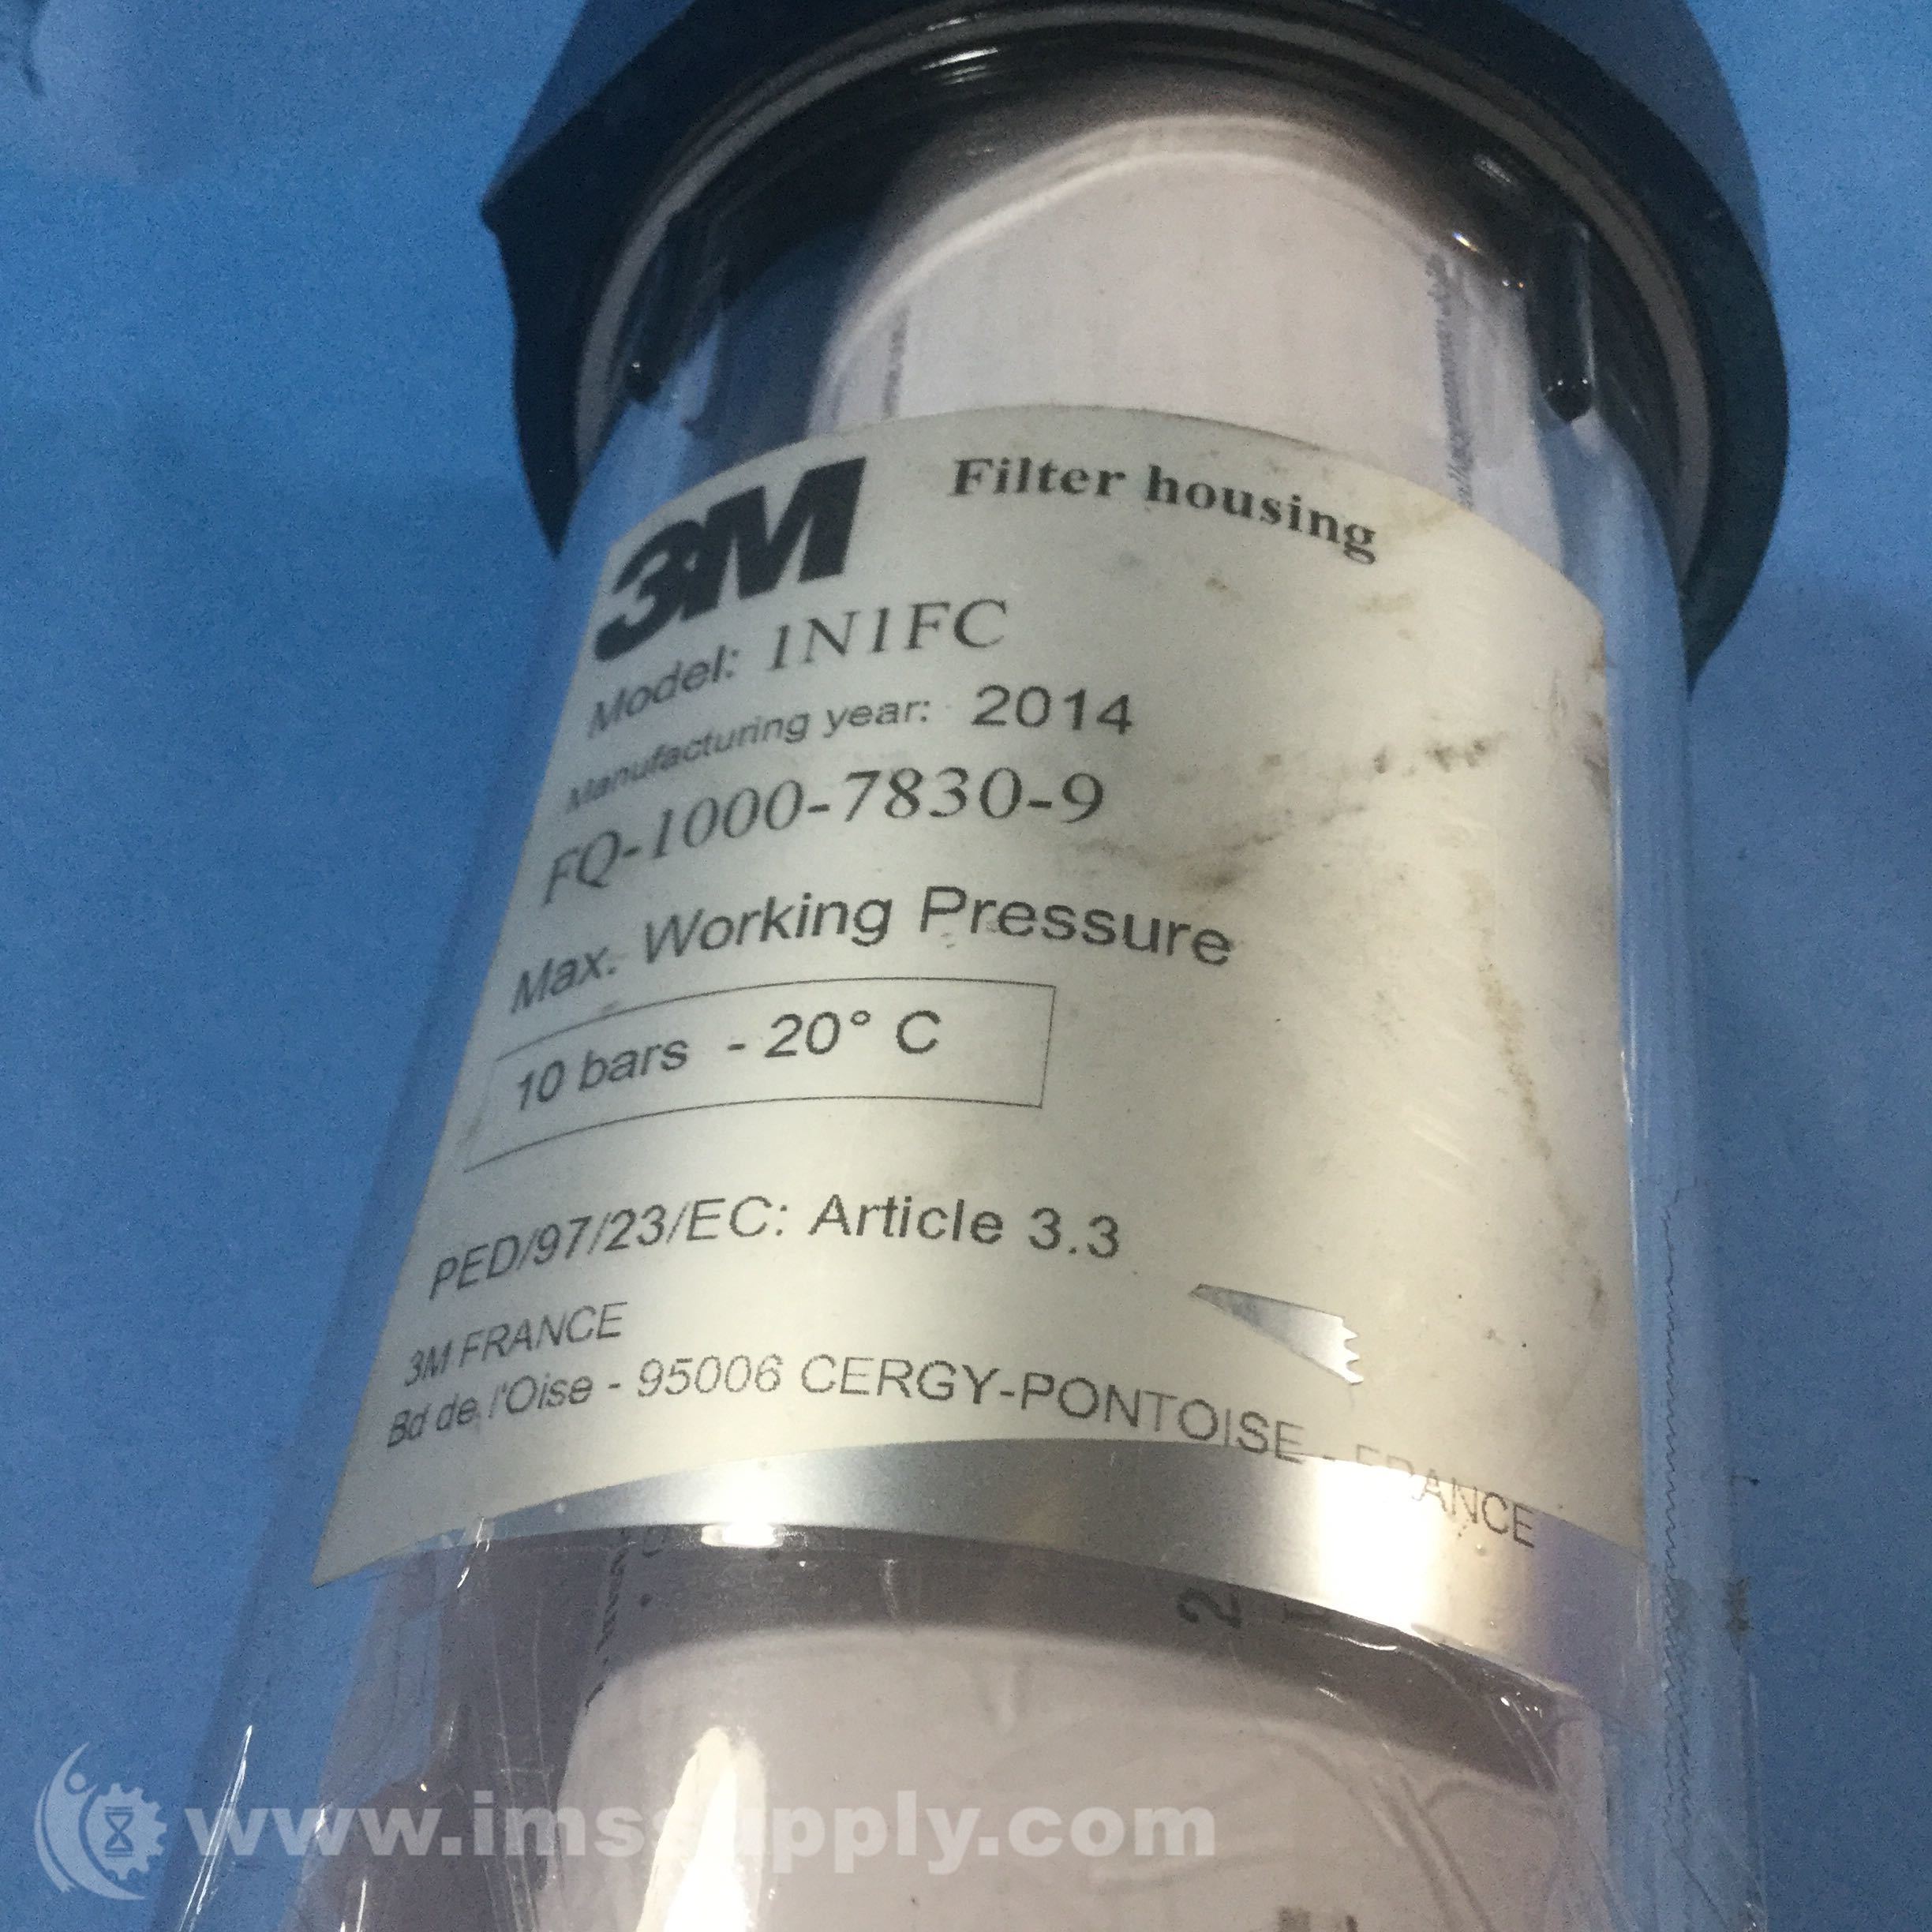 3M Filter housing
Model: 1N1FC
Manufacturing year: 2014
FQ-1000-7830-9
Max. Working Pressure
10 bars - 20° C
PED/97/23/EC: Article 3.3
3M FRANCE
Bd de l'Oise - 95006 CERGY-PONTOISE - FRANCE
www.imssupply.com